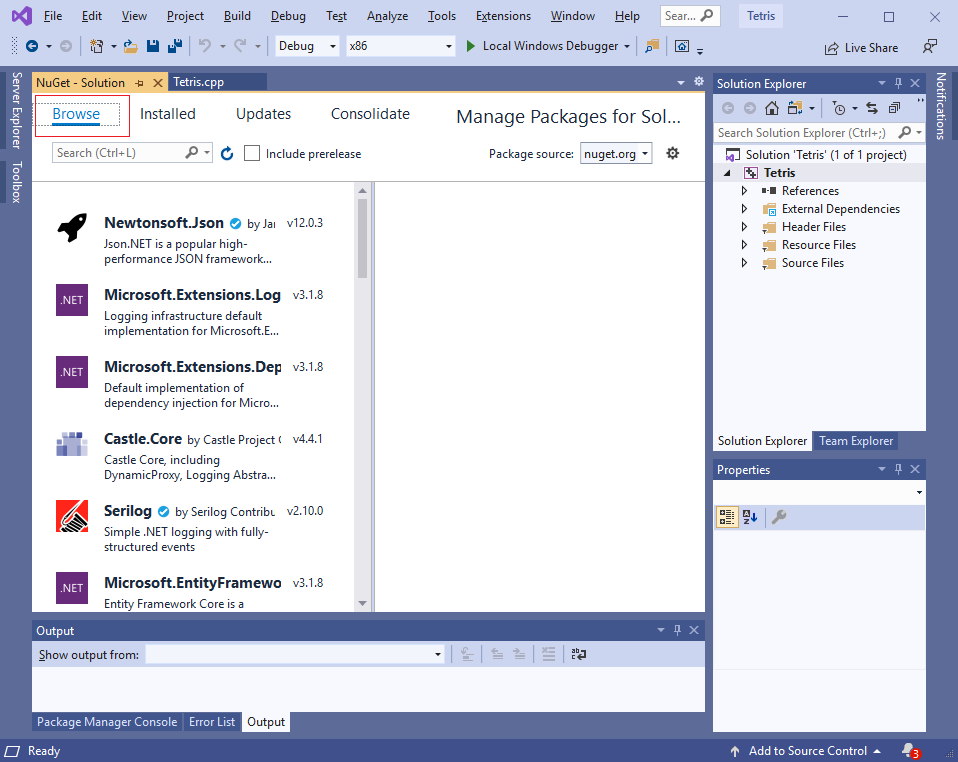 File Edit View Project Build Debug Test Analyze Tools Extensions Window Help Sear... Tetris
Debug x86 Local Windows Debugger Live Share
Server Explorer
Toolbox
NuGet - Solution Tetris.cpp
Browse Installed Updates Consolidate Manage Packages for Sol...
Search (Ctrl+L) Include prerelease Package source: nuget.org
Newtonsoft.Json by Jar v12.0.3
Json.NET is a popular high-
performance JSON framework...
.NET Microsoft.Extensions.Log v3.1.8
Logging infrastructure default
implementation for Microsoft.E...
.NET Microsoft.Extensions.Dep v3.1.8
Default implementation of
dependency injection for Micro...
Castle.Core by Castle Project C v4.4.1
Castle Core, including
DynamicProxy, Logging Abstra...
Serilog by Serilog Contribu v2.10.0
Simple .NET logging with fully-
structured events
.NET Microsoft.EntityFramewo v3.1.8
Entity Framework Core is a
Output
Show output from:
Package Manager Console Error List Output
Solution Explorer
Search Solution Explorer (Ctrl+;)
Solution 'Tetris' (1 of 1 project)
Tetris
References
External Dependencies
Header Files
Resource Files
Source Files
Solution Explorer Team Explorer
Properties
Notifications
Ready Add to Source Control 3